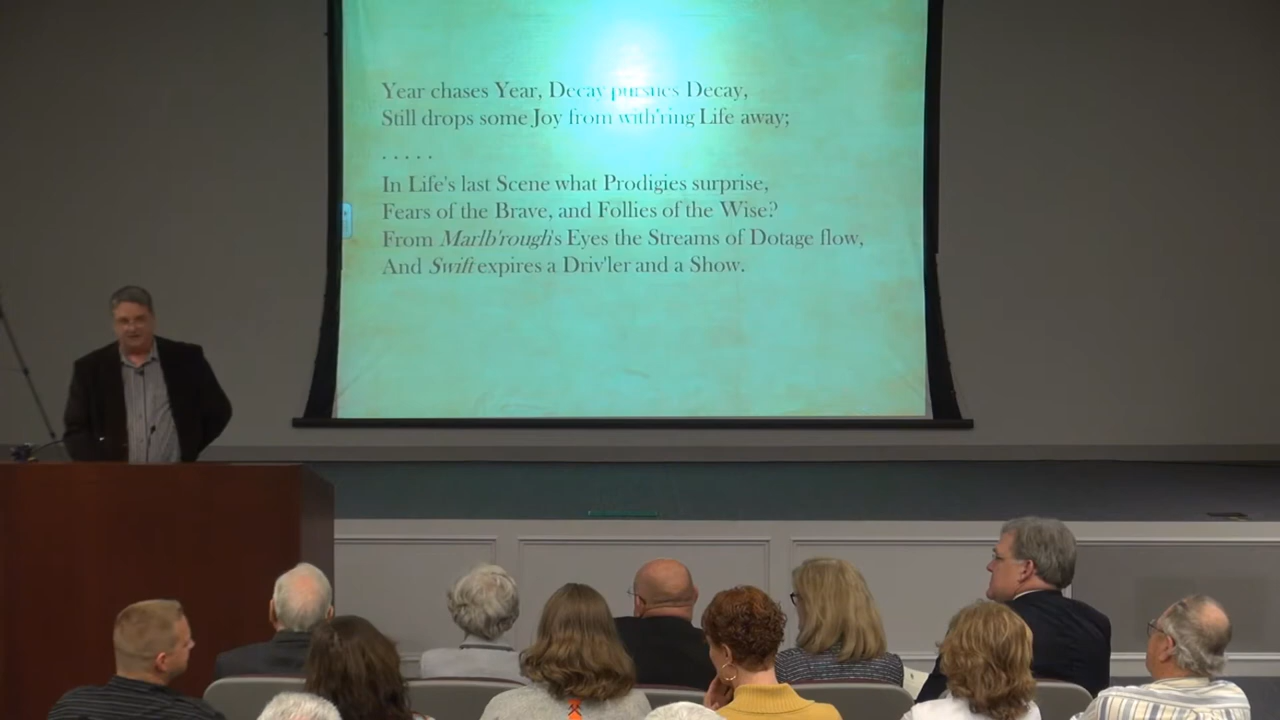 Year chases Year, Decay pursues Decay,
Still drops some Joy from with'ring Life away;
. . . . .
In Life's last Scene what Prodigies surprise,
Fears of the Brave, and Follies of the Wise?
From Marlb'rough's Eyes the Streams of Dotage flow,
And Swift expires a Driv'ler and a Show.